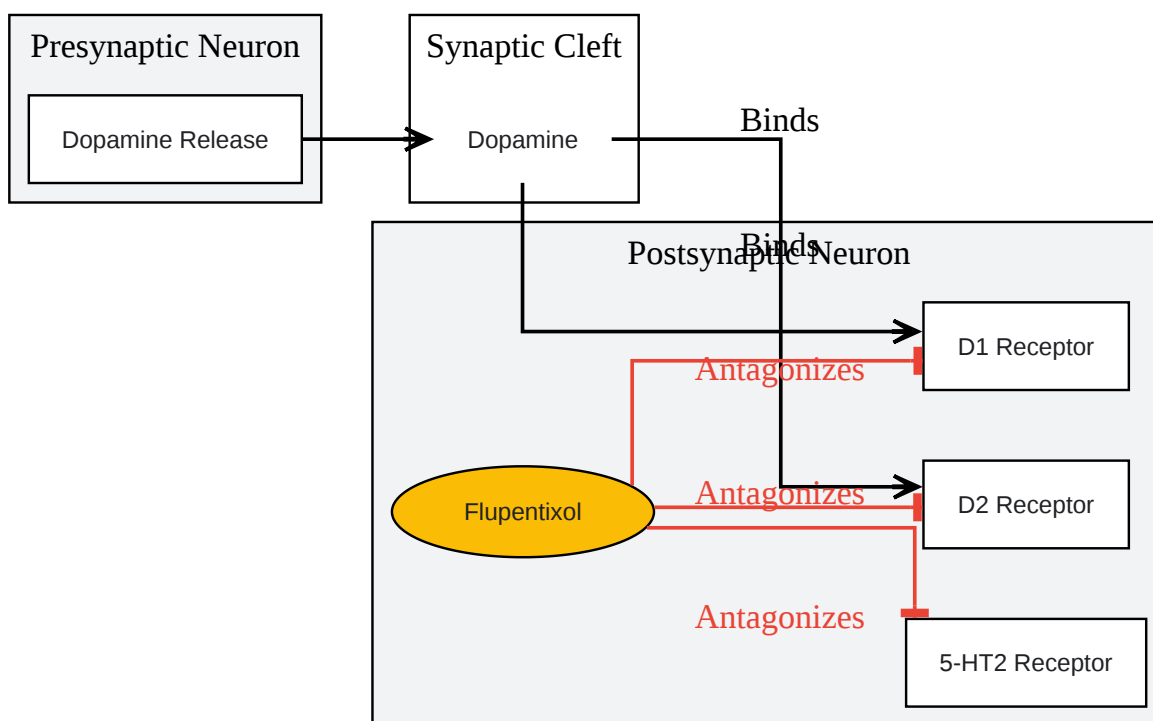 Presynaptic Neuron
Synaptic Cleft
Dopamine Release
Dopamine
Binds
Binds
Postsynaptic Neuron
D1 Receptor
Antagonizes
Flupentixol
Antagonizes
D2 Receptor
Antagonizes
5-HT2 Receptor